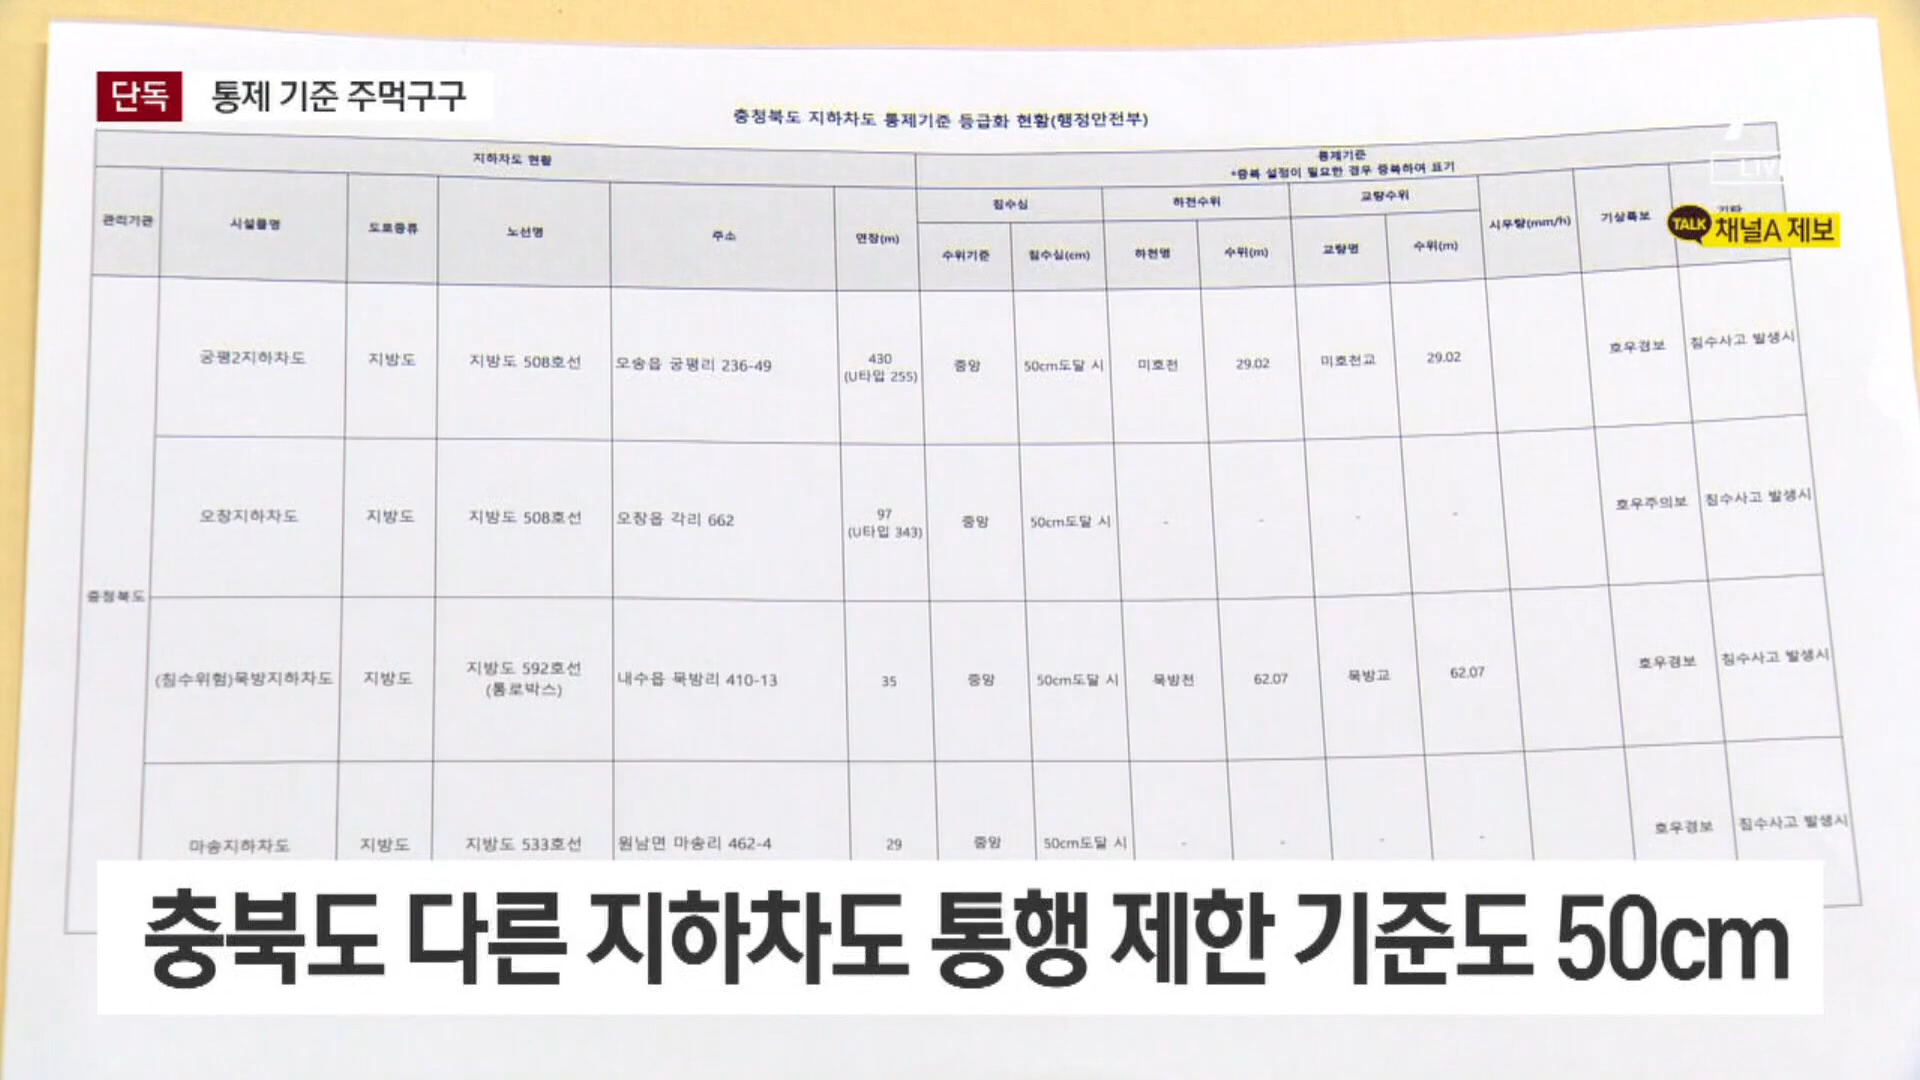 단독 통제 기준 주먹구구
충청북도 지하차도 통제기준 등급화 현황(행정안전부)
LIVE
TALK 채널A 제보
지하차도 현황 통제기준
*중복 설정이 필요한 경우 중복하여 표기
관리기관 시설물명 도로종류 노선명 주소 연장(m) 침수심 하천수위 교량수위 시우량(mm/h) 기상특보
수위기준 침수심(cm) 하천명 수위(m) 교량명 수위(m)
충청북도
궁평2지하차도 지방도 지방도 508호선 오송읍 궁평리 236-49 430 (U타입 255) 중앙 50cm도달 시 미호천 29.02 미호천교 29.02 호우경보 침수사고 발생시
오창지하차도 지방도 지방도 508호선 오창읍 각리 662 97 (U타입 343) 중앙 50cm도달 시 - - - - 호우주의보 침수사고 발생시
(침수위험)묵방지하차도 지방도 지방도 592호선 (통로박스) 내수읍 묵방리 410-13 35 중앙 50cm도달 시 묵방천 62.07 묵방교 62.07 호우경보 침수사고 발생시
마송지하차도 지방도 지방도 533호선 원남면 마송리 462-4 29 중앙 50cm도달 시 - - - - 호우경보 침수사고 발생시
충북도 다른 지하차도 통행 제한 기준도 50cm